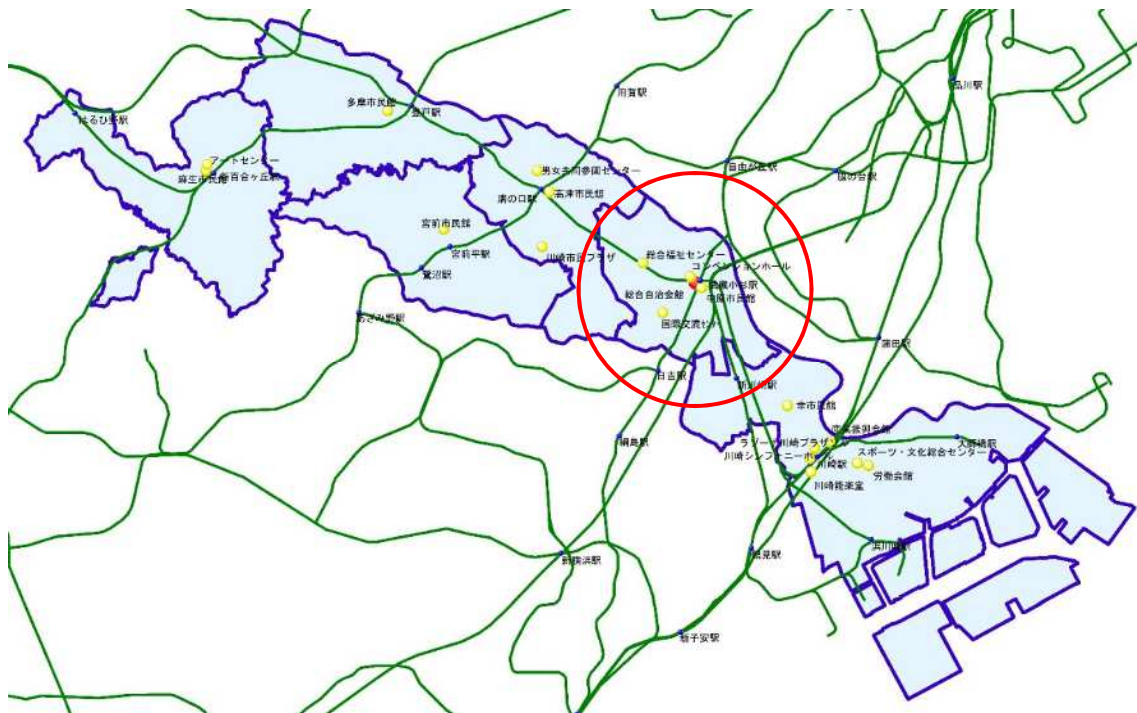 品川駅
用賀駅
多摩市民館
登戸駅
はるひ野駅
アートセンター
新百合ヶ丘駅
麻生市民館
自由が丘駅
旗の台駅
男女共同参画センター
溝の口駅
高津市民館
宮前市民館
宮前平駅
鷺沼駅
川崎市民プラザ
総合福祉センター
コンベンションホール
武蔵小杉駅
中原市民館
総合自治会館
国際交流センター
あざみ野駅
日吉駅
蒲田駅
新川崎駅
幸市民館
綱島駅
産業振興会館
ラゾーナ川崎プラザソル
大師橋駅
川崎シンフォニーホール
川崎駅
スポーツ・文化総合センター
労働会館
川崎能楽堂
浜川崎駅
新横浜駅
鶴見駅
新子安駅